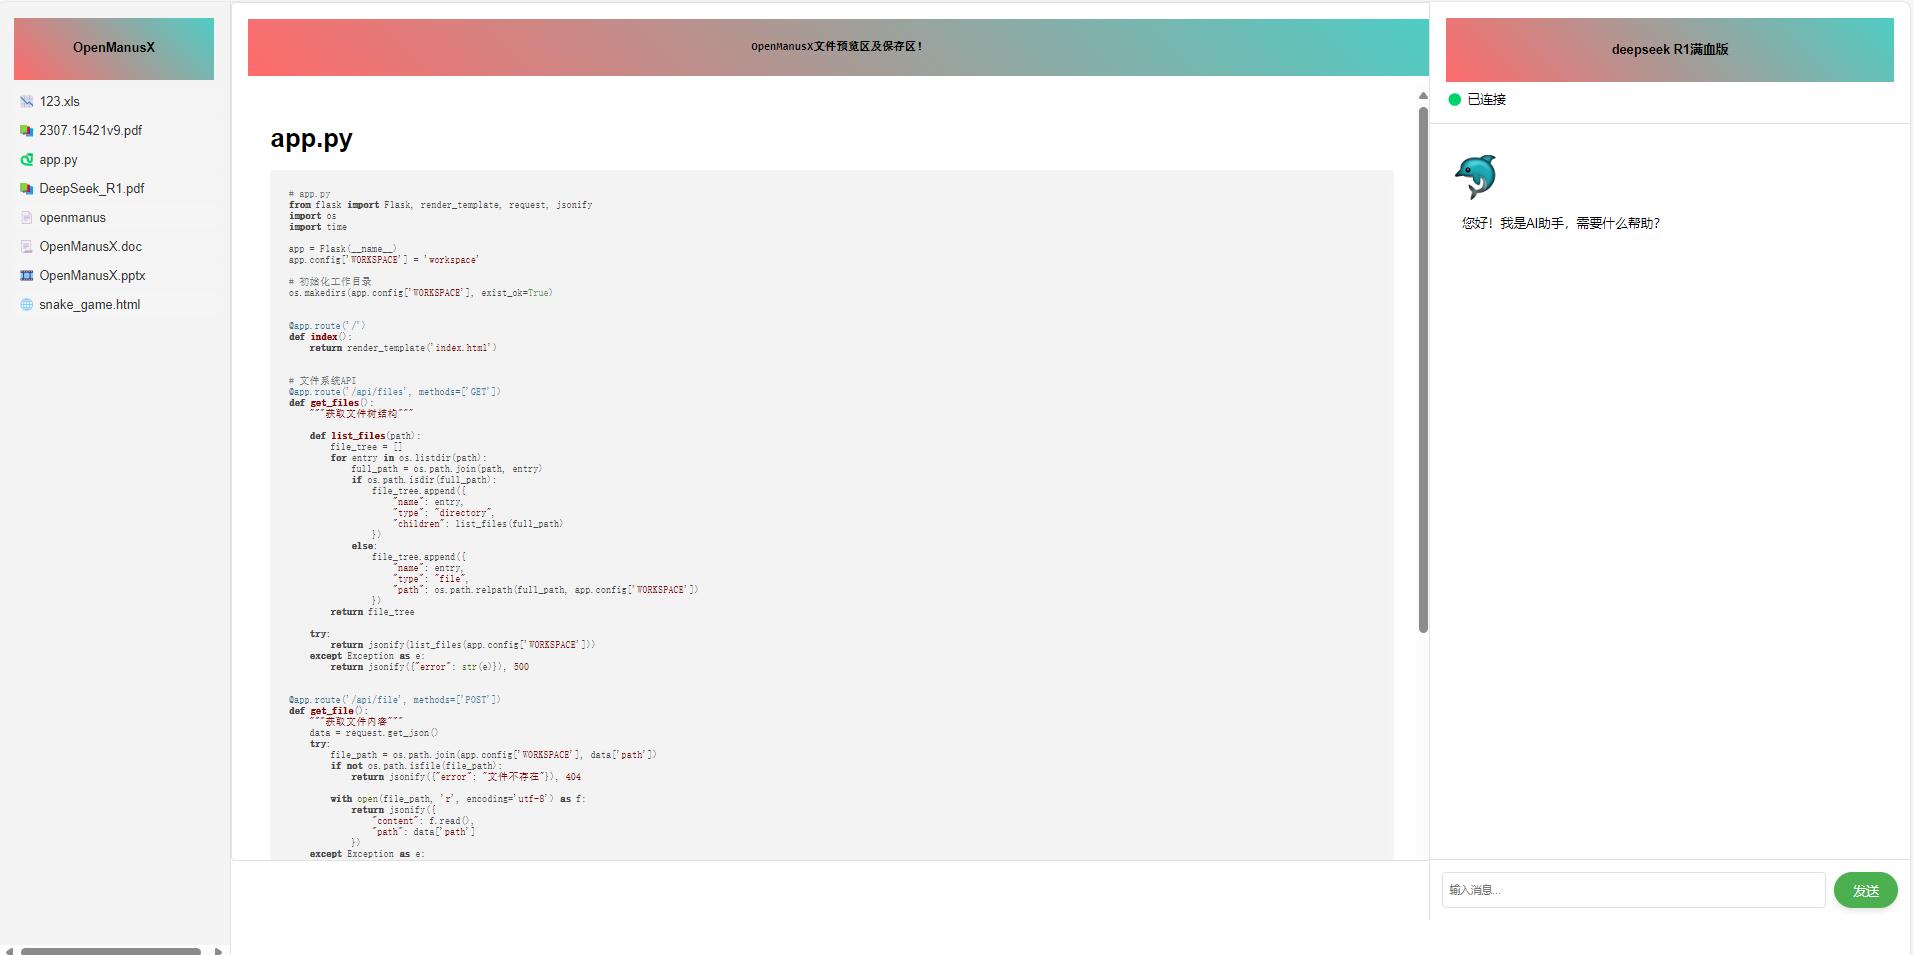 OpenManusX
123.xls
2307.15421v9.pdf
app.py
DeepSeek_R1.pdf
openmanus
OpenManusX.doc
OpenManusX.pptx
snake_game.html
OpenManusX文件预览区及保存区！
app.py
# app.py
from flask import Flask, render_template, request, jsonify
import os
import time
app = Flask(__name__)
app.config['WORKSPACE'] = 'workspace'
# 初始化工作目录
os.makedirs(app.config['WORKSPACE'], exist_ok=True)
@app.route('/')
def index():
    return render_template('index.html')
# 文件系统API
@app.route('/api/files', methods=['GET'])
def get_files():
    """获取文件树结构"""
    def list_files(path):
        file_tree = []
        for entry in os.listdir(path):
            full_path = os.path.join(path, entry)
            if os.path.isdir(full_path):
                file_tree.append({
                    "name": entry,
                    "type": "directory",
                    "children": list_files(full_path)
                })
            else:
                file_tree.append({
                    "name": entry,
                    "type": "file",
                    "path": os.path.relpath(full_path, app.config['WORKSPACE'])
                })
        return file_tree
    try:
        return jsonify(list_files(app.config['WORKSPACE']))
    except Exception as e:
        return jsonify({"error": str(e)}), 500
@app.route('/api/file', methods=['POST'])
def get_file():
    """获取文件内容"""
    data = request.get_json()
    try:
        file_path = os.path.join(app.config['WORKSPACE'], data['path'])
        if not os.path.isfile(file_path):
            return jsonify({"error": "文件不存在"}), 404
        with open(file_path, 'r', encoding='utf-8') as f:
            return jsonify({
                "content": f.read(),
                "path": data['path']
            })
    except Exception as e:
deepseek R1满血版
已连接
您好！我是AI助手，需要什么帮助？
输入消息...
发送